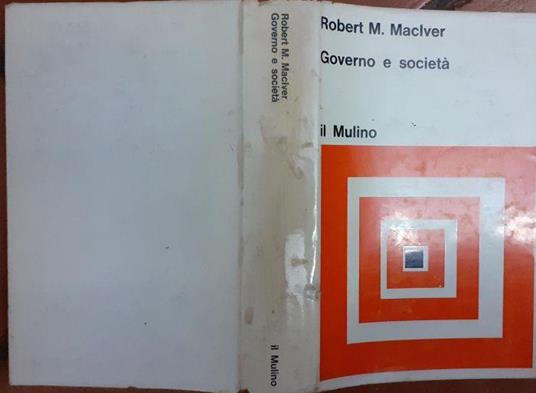 Robert M. MacIver
Governo e società
il Mulino
Robert M. MacIver
Governo e società
il Mulino